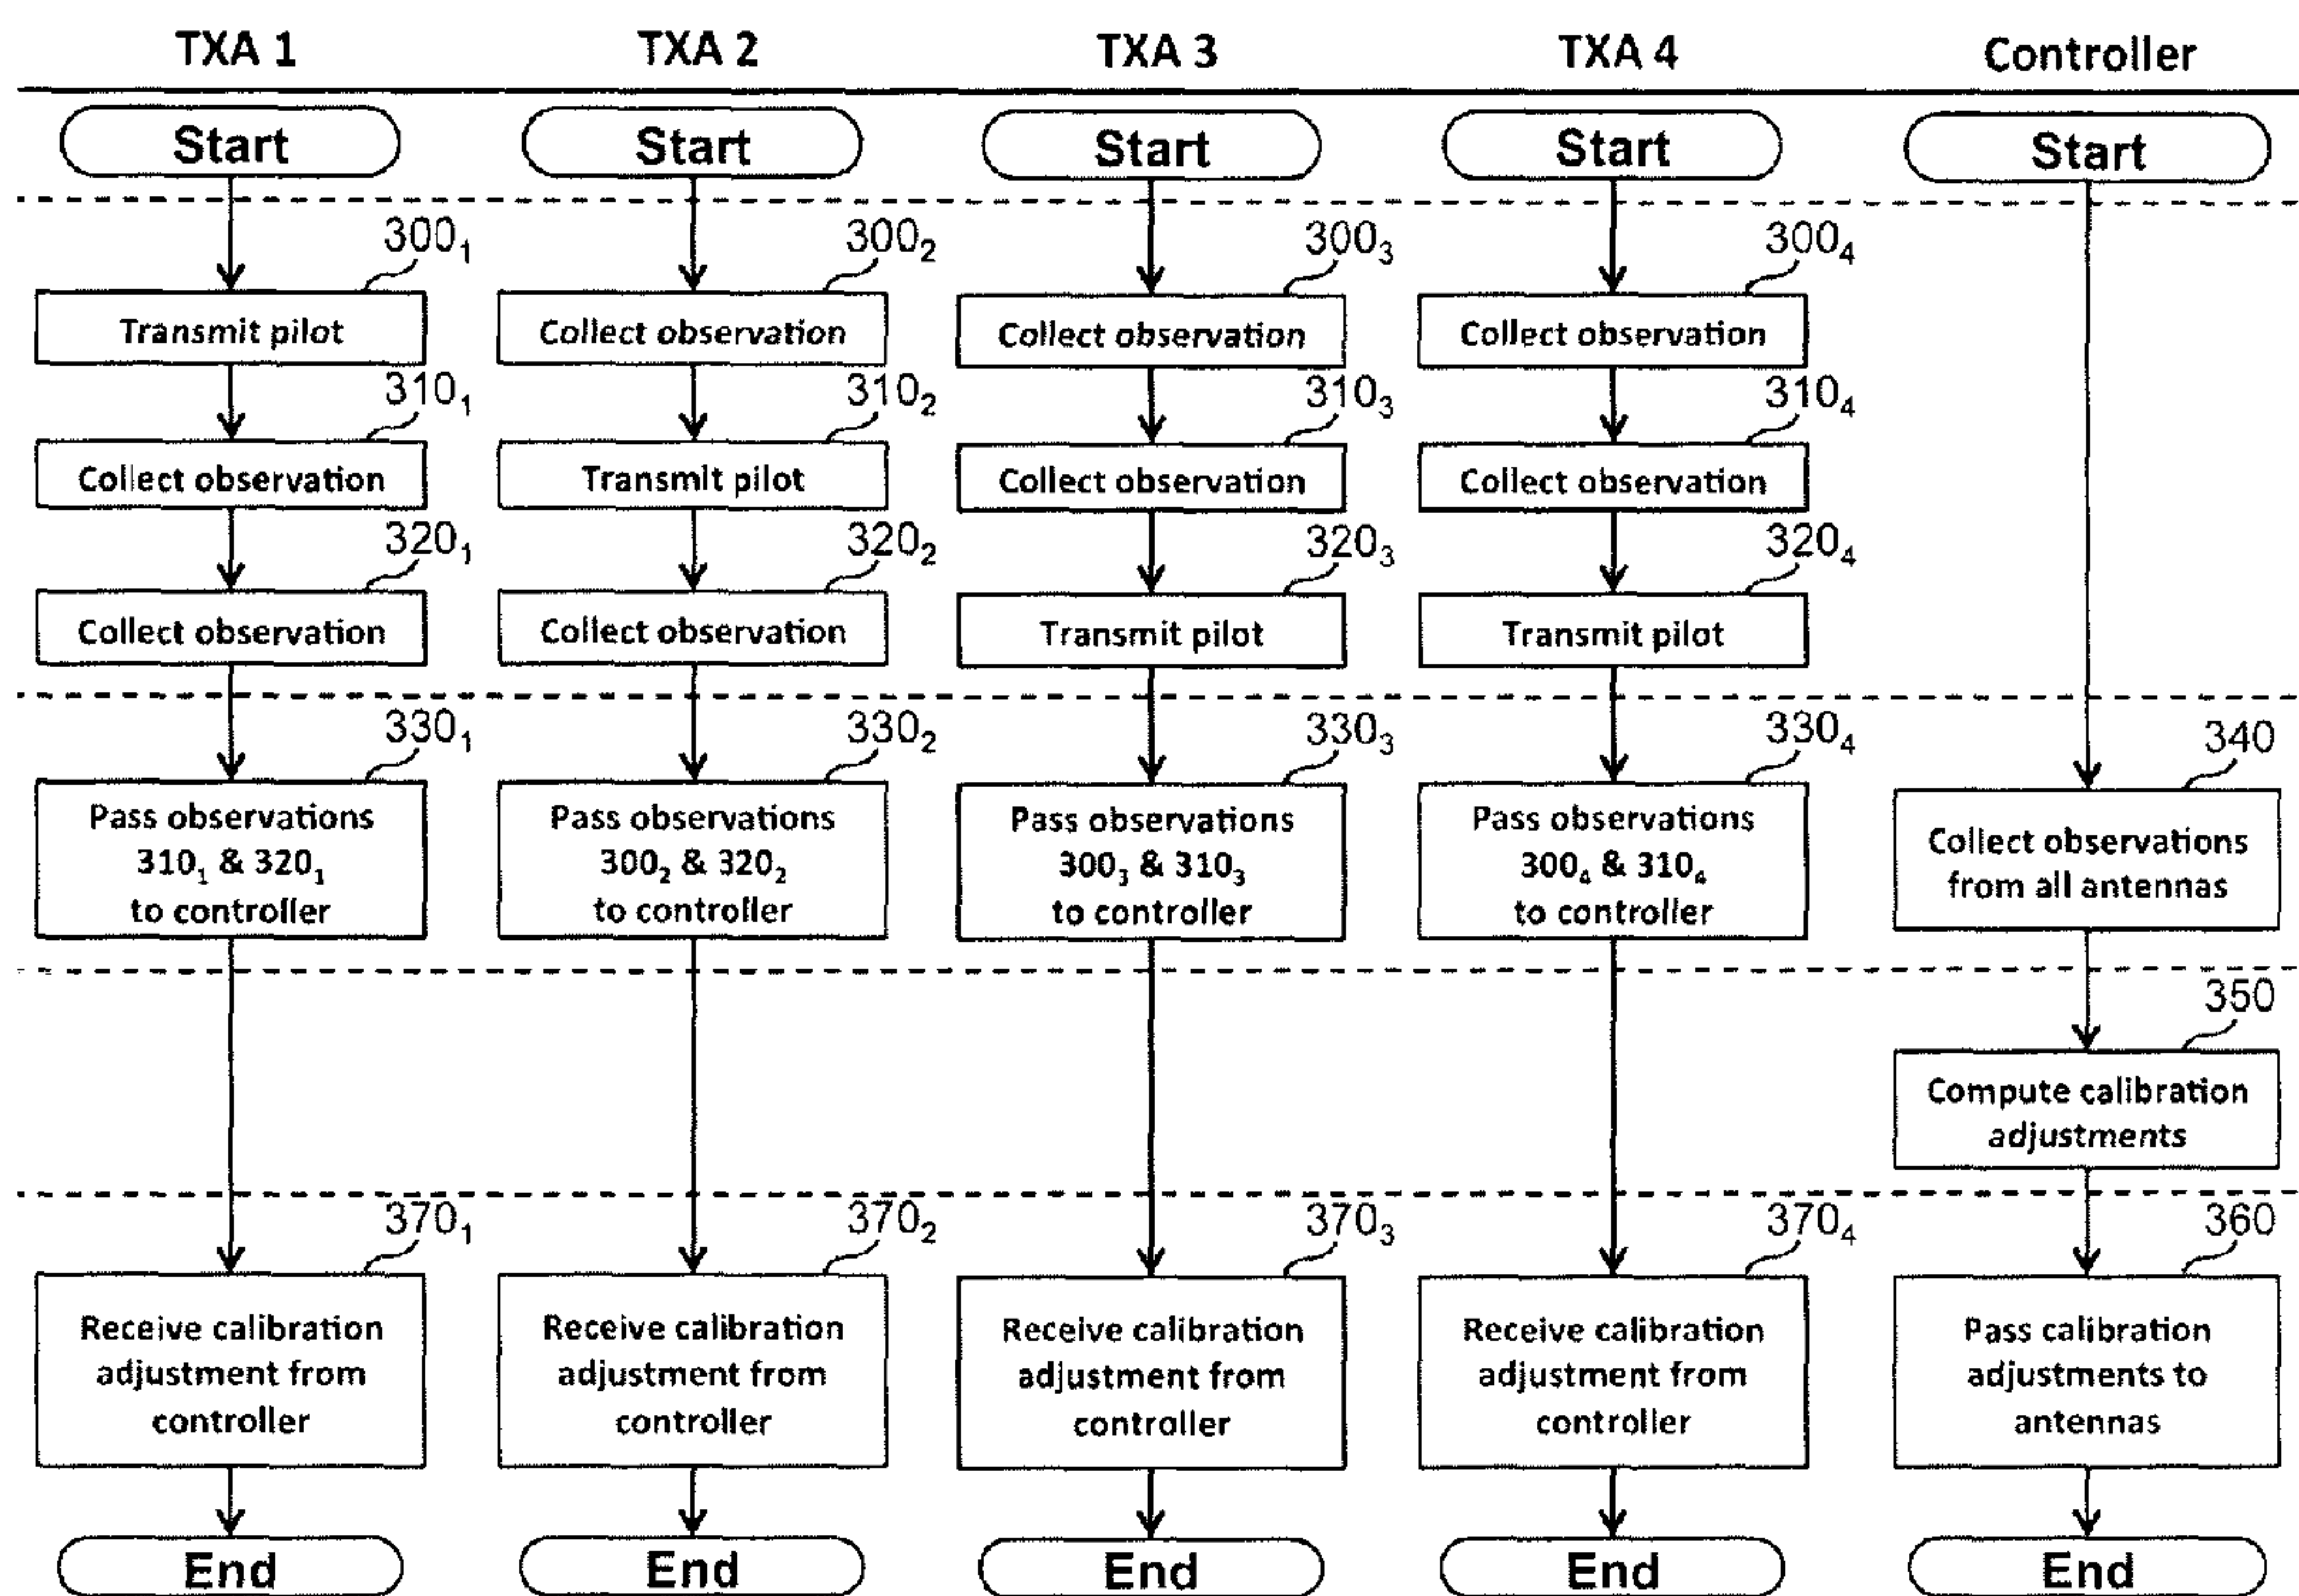 TXA 1 TXA 2 TXA 3 TXA 4 Controller
Start Start Start Start Start
300₁ 300₂ 300₃ 300₄
Transmit pilot Collect observation Collect observation Collect observation
310₁ 310₂ 310₃ 310₄
Collect observation Transmit pilot Collect observation Collect observation
320₁ 320₂ 320₃ 320₄
Collect observation Collect observation Transmit pilot Transmit pilot
330₁ 330₂ 330₃ 330₄ 340
Pass observations
310₁ & 320₁
to controller
Pass observations
300₂ & 320₂
to controller
Pass observations
300₃ & 310₃
to controller
Pass observations
300₄ & 310₄
to controller
Collect observations
from all antennas
350
Compute calibration
adjustments
370₁ 370₂ 370₃ 370₄ 360
Receive calibration
adjustment from
controller
Receive calibration
adjustment from
controller
Receive calibration
adjustment from
controller
Receive calibration
adjustment from
controller
Pass calibration
adjustments to
antennas
End End End End End